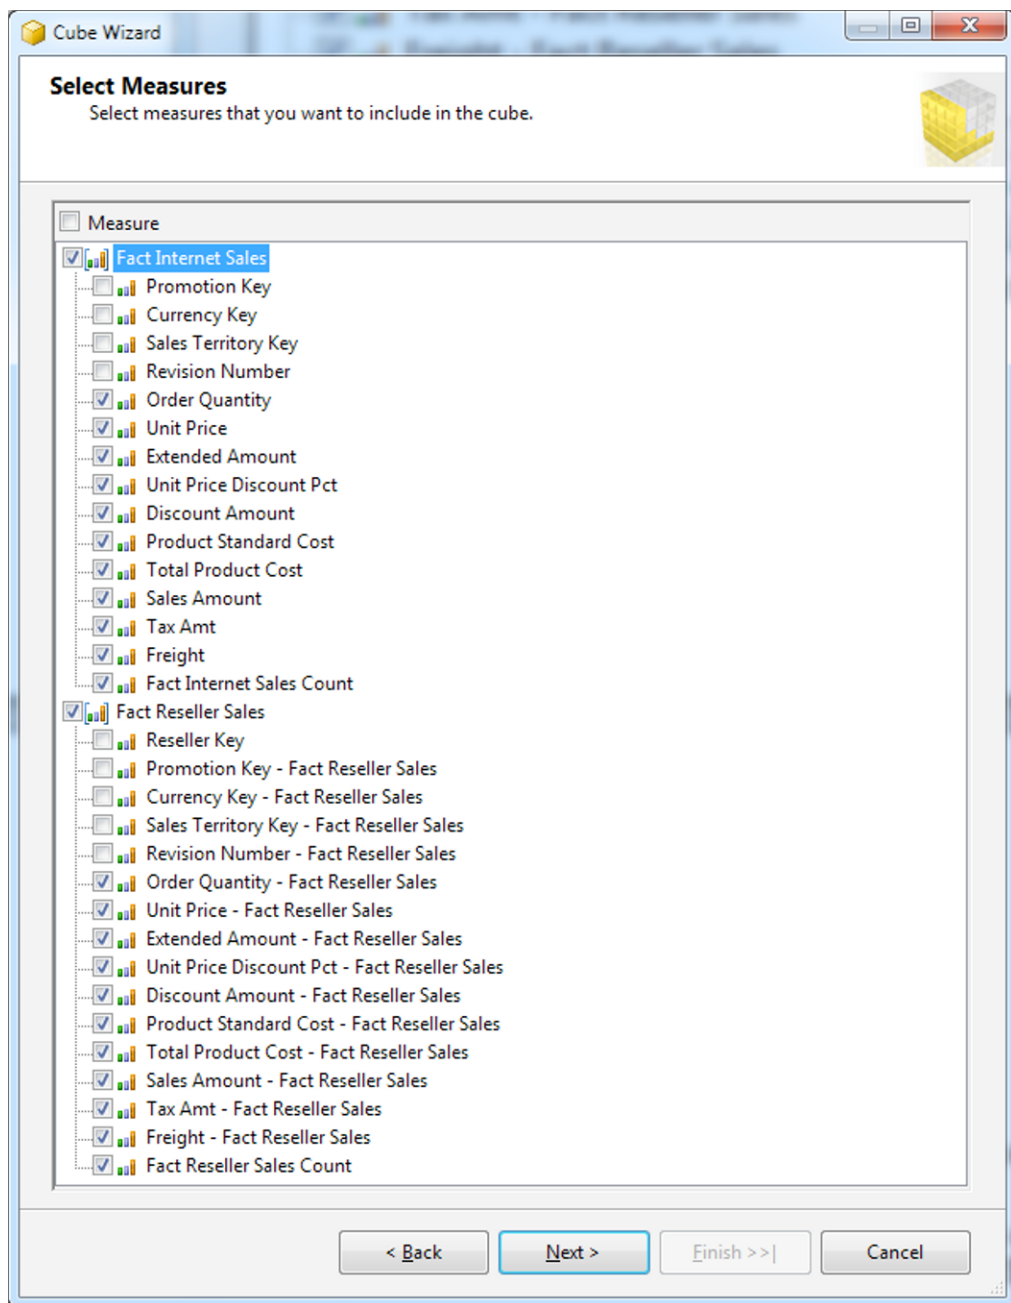 Cube Wizard
Select Measures
Select measures that you want to include in the cube.
Measure
Fact Internet Sales
Promotion Key
Currency Key
Sales Territory Key
Revision Number
Order Quantity
Unit Price
Extended Amount
Unit Price Discount Pct
Discount Amount
Product Standard Cost
Total Product Cost
Sales Amount
Tax Amt
Freight
Fact Internet Sales Count
Fact Reseller Sales
Reseller Key
Promotion Key - Fact Reseller Sales
Currency Key - Fact Reseller Sales
Sales Territory Key - Fact Reseller Sales
Revision Number - Fact Reseller Sales
Order Quantity - Fact Reseller Sales
Unit Price - Fact Reseller Sales
Extended Amount - Fact Reseller Sales
Unit Price Discount Pct - Fact Reseller Sales
Discount Amount - Fact Reseller Sales
Product Standard Cost - Fact Reseller Sales
Total Product Cost - Fact Reseller Sales
Sales Amount - Fact Reseller Sales
Tax Amt - Fact Reseller Sales
Freight - Fact Reseller Sales
Fact Reseller Sales Count
< Back
Next >
Finish >>|
Cancel